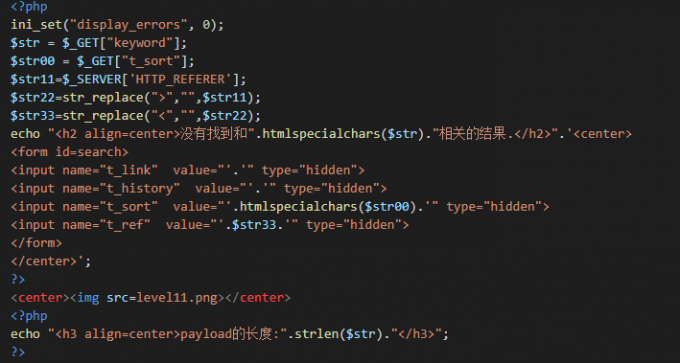 <?php
ini_set("display_errors", 0);
$str = $_GET["keyword"];
$str00 = $_GET["t_sort"];
$str11=$_SERVER['HTTP_REFERER'];
$str22=str_replace(">","",$str11);
$str33=str_replace("<","",$str22);
echo "<h2 align=center>没有找到和".htmlspecialchars($str)."相关的结果.</h2>".'<center>
<form id=search>
<input name="t_link"  value="'.'" type="hidden">
<input name="t_history"  value="'.'" type="hidden">
<input name="t_sort"  value="'.htmlspecialchars($str00).'" type="hidden">
<input name="t_ref"  value="'.$str33.'" type="hidden">
</form>
</center>';
?>
<center><img src=level11.png></center>
<?php
echo "<h3 align=center>payload的长度:".strlen($str)."</h3>";
?>